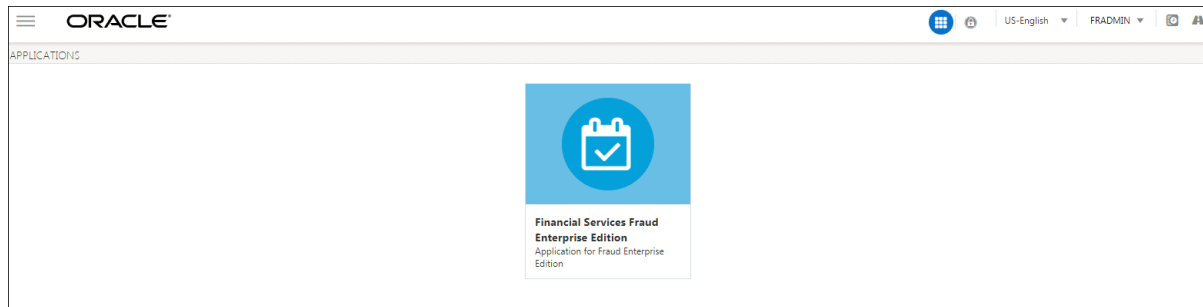 ORACLE®
US-English
FRADMIN
APPLICATIONS
Financial Services Fraud
Enterprise Edition
Application for Fraud Enterprise
Edition